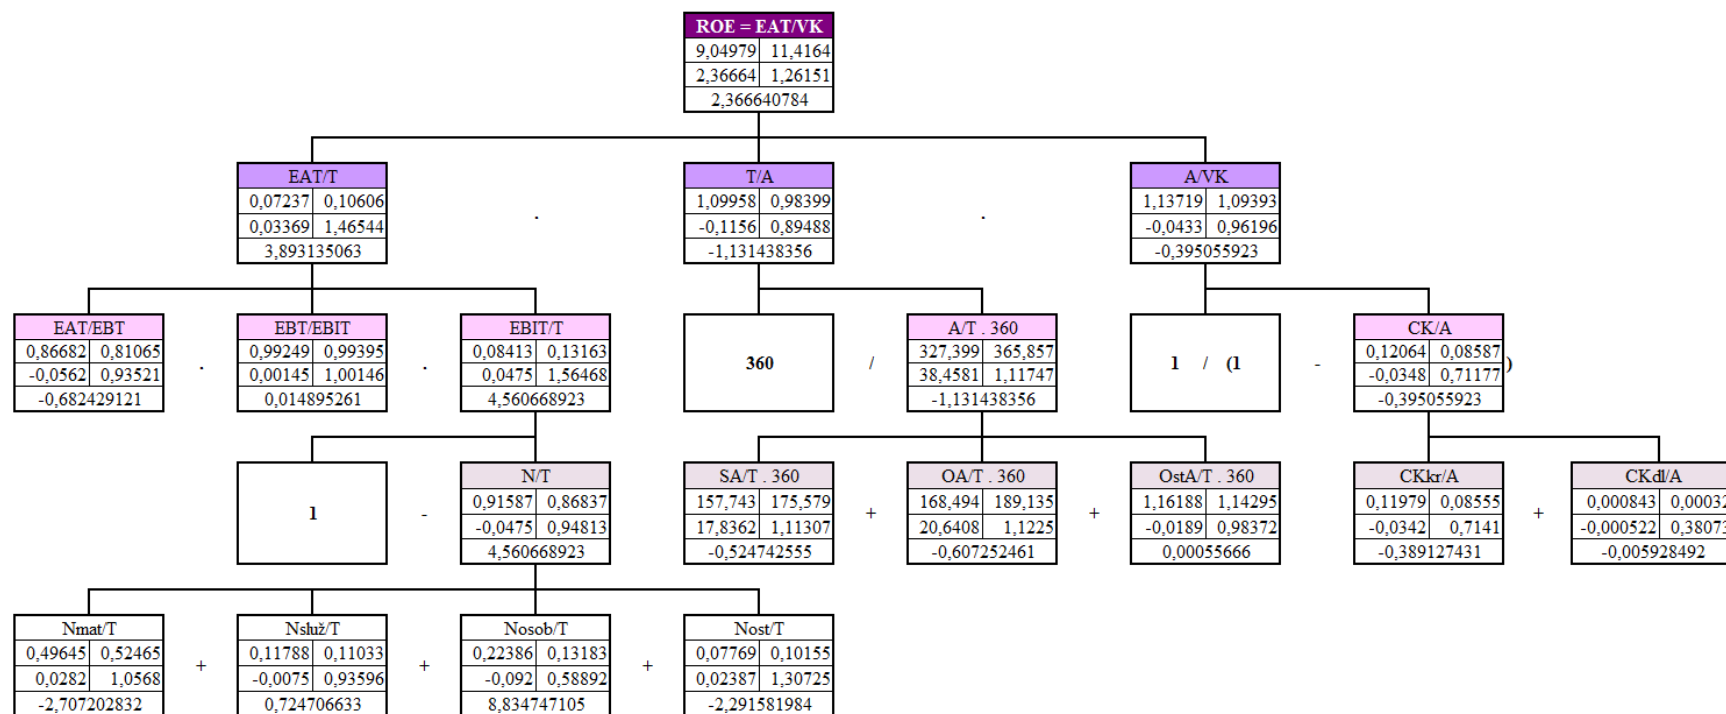 ROE = EAT/VK
9,04979 11,4164
2,36664 1,26151
2,366640784
EAT/T . T/A . A/VK
0,07237 0,10606 1,09958 0,98399 1,13719 1,09393
0,03369 1,46544 -0,1156 0,89488 -0,0433 0,96196
3,893135063 -1,131438356 -0,395055923
EAT/EBT EBT/EBIT EBIT/T A/T . 360 CK/A
0,86682 0,81065 0,99249 0,99395 0,08413 0,13163 327,399 365,857 0,12064 0,08587
. . 360 / 1 / (1 - )
-0,0562 0,93521 0,00145 1,00146 0,0475 1,56468 38,4581 1,11747 -0,0348 0,71177
-0,682429121 0,014895261 4,560668923 -1,131438356 -0,395055923
N/T SA/T . 360 OA/T . 360 OstA/T . 360 CKkr/A CKdl/A
0,91587 0,86837 157,743 175,579 168,494 189,135 1,16188 1,14295 0,11979 0,08555 0,000843 0,00032
1 - + + +
-0,0475 0,94813 17,8362 1,11307 20,6408 1,1225 -0,0189 0,98372 -0,0342 0,7141 -0,000522 0,38073
4,560668923 -0,524742555 -0,607252461 0,00055666 -0,389127431 -0,005928492
Nmat/T Nsluž/T Nosob/T Nost/T
0,49645 0,52465 0,11788 0,11033 0,22386 0,13183 0,07769 0,10155
+ + +
0,0282 1,0568 -0,0075 0,93596 -0,092 0,58892 0,02387 1,30725
-2,707202832 0,724706633 8,834747105 -2,291581984